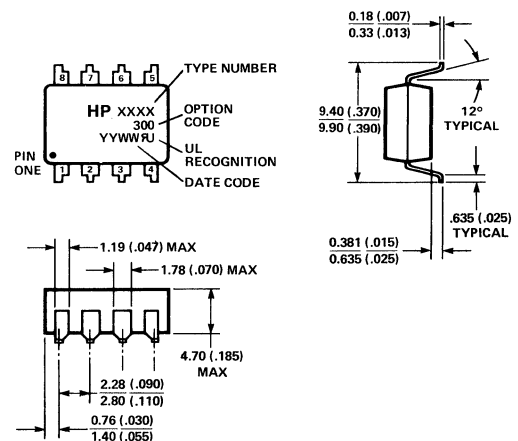 0.18 (.007)
0.33 (.013)
8 7 6 5
TYPE NUMBER
HP XXXX
OPTION
CODE
300
YYWW
UL
RECOGNITION
PIN
ONE
DATE CODE
1 2 3 4
9.40 (.370)
9.90 (.390)
12°
TYPICAL
.635 (.025)
TYPICAL
0.381 (.015)
0.635 (.025)
1.19 (.047) MAX
1.78 (.070) MAX
4.70 (.185)
MAX
2.28 (.090)
2.80 (.110)
0.76 (.030)
1.40 (.055)